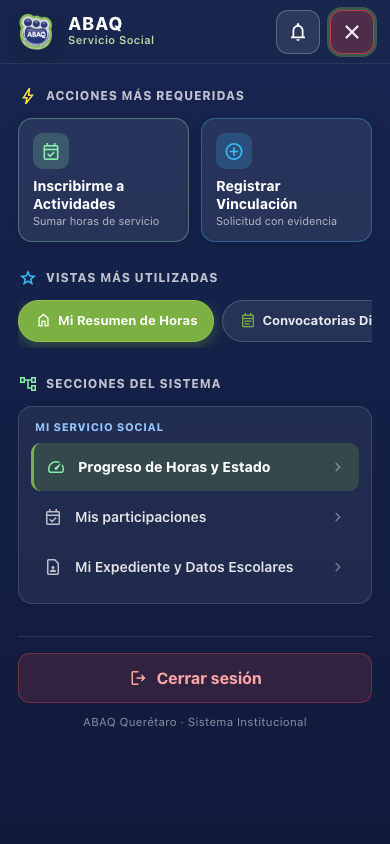 ABAQ
ABAQ
Servicio Social
ACCIONES MÁS REQUERIDAS
Inscribirme a
Actividades
Sumar horas de servicio
Registrar
Vinculación
Solicitud con evidencia
VISTAS MÁS UTILIZADAS
Mi Resumen de Horas
Convocatorias Di
SECCIONES DEL SISTEMA
MI SERVICIO SOCIAL
Progreso de Horas y Estado
Mis participaciones
Mi Expediente y Datos Escolares
Cerrar sesión
ABAQ Querétaro · Sistema Institucional